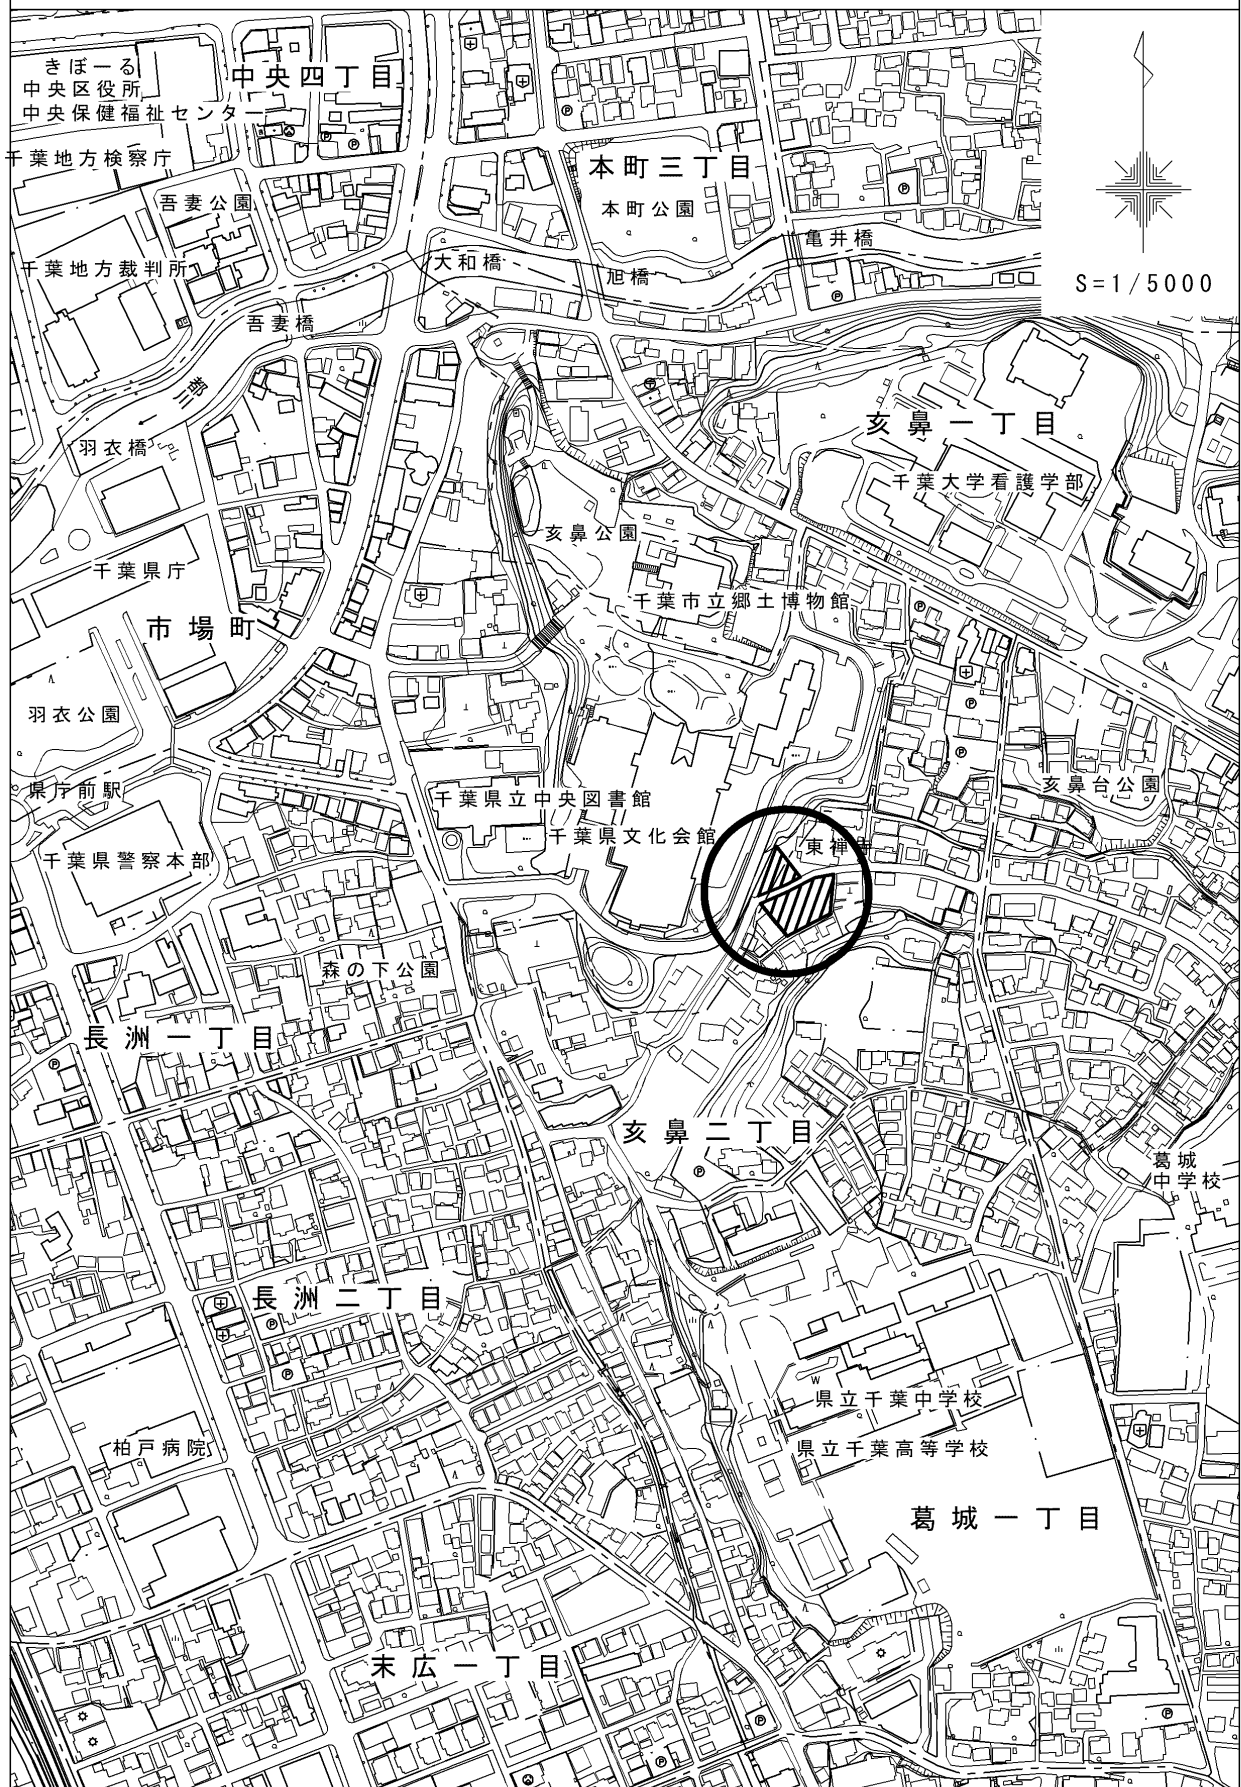 きぼーる
中央区役所
中央保健福祉センター
中央四丁目
千葉地方検察庁
本町三丁目
吾妻公園
本町公園
亀井橋
千葉地方裁判所
大和橋
旭橋
S=1/5000
吾妻橋
都川
羽衣橋
亥鼻一丁目
千葉大学看護学部
亥鼻公園
千葉県庁
千葉市立郷土博物館
市場町
羽衣公園
県庁前駅
千葉県立中央図書館
亥鼻台公園
千葉県文化会館
東禅寺
千葉県警察本部
森の下公園
長洲一丁目
亥鼻二丁目
葛城
中学校
長洲二丁目
県立千葉中学校
柏戸病院
県立千葉高等学校
葛城一丁目
末広一丁目